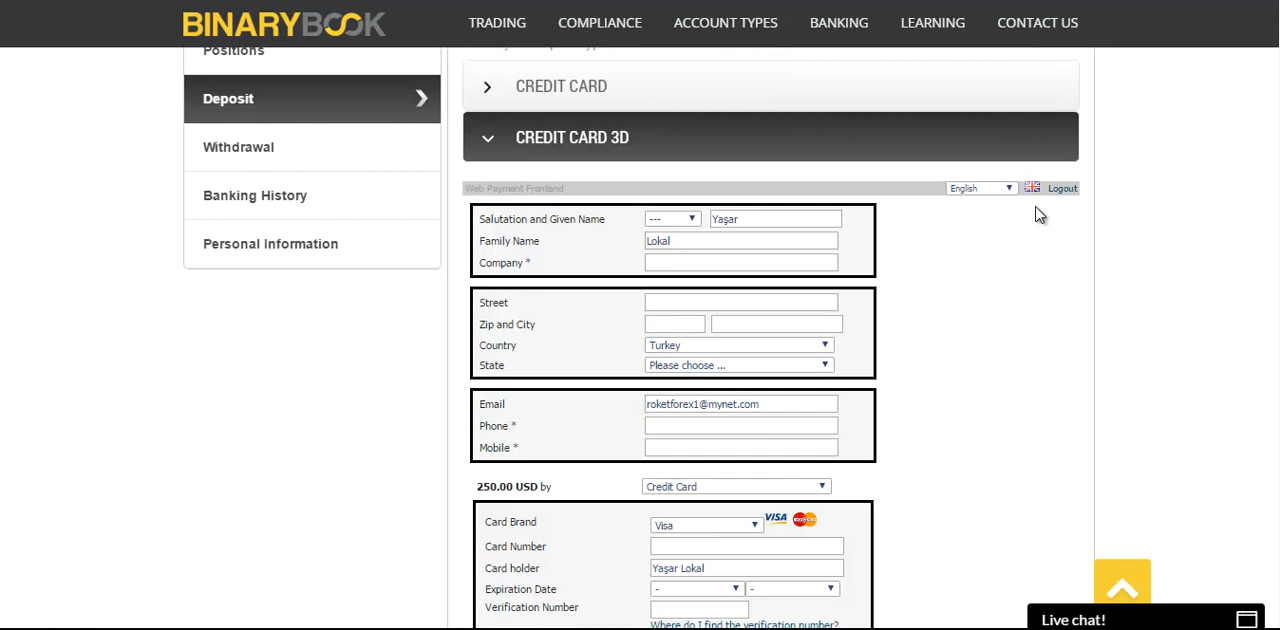 BINARYBOOK
TRADING COMPLIANCE ACCOUNT TYPES BANKING LEARNING CONTACT US
Positions
Deposit
Withdrawal
Banking History
Personal Information
CREDIT CARD
CREDIT CARD 3D
Web Payment Frontend English Logout
Salutation and Given Name --- Yaşar
Family Name Lokal
Company *
Street
Zip and City
Country Turkey
State Please choose ...
Email roketforex1@mynet.com
Phone *
Mobile *
250.00 USD by Credit Card
Card Brand Visa VISA MasterCard
Card Number
Card holder Yaşar Lokal
Expiration Date - -
Verification Number
Where do I find the verification number?
Live chat!